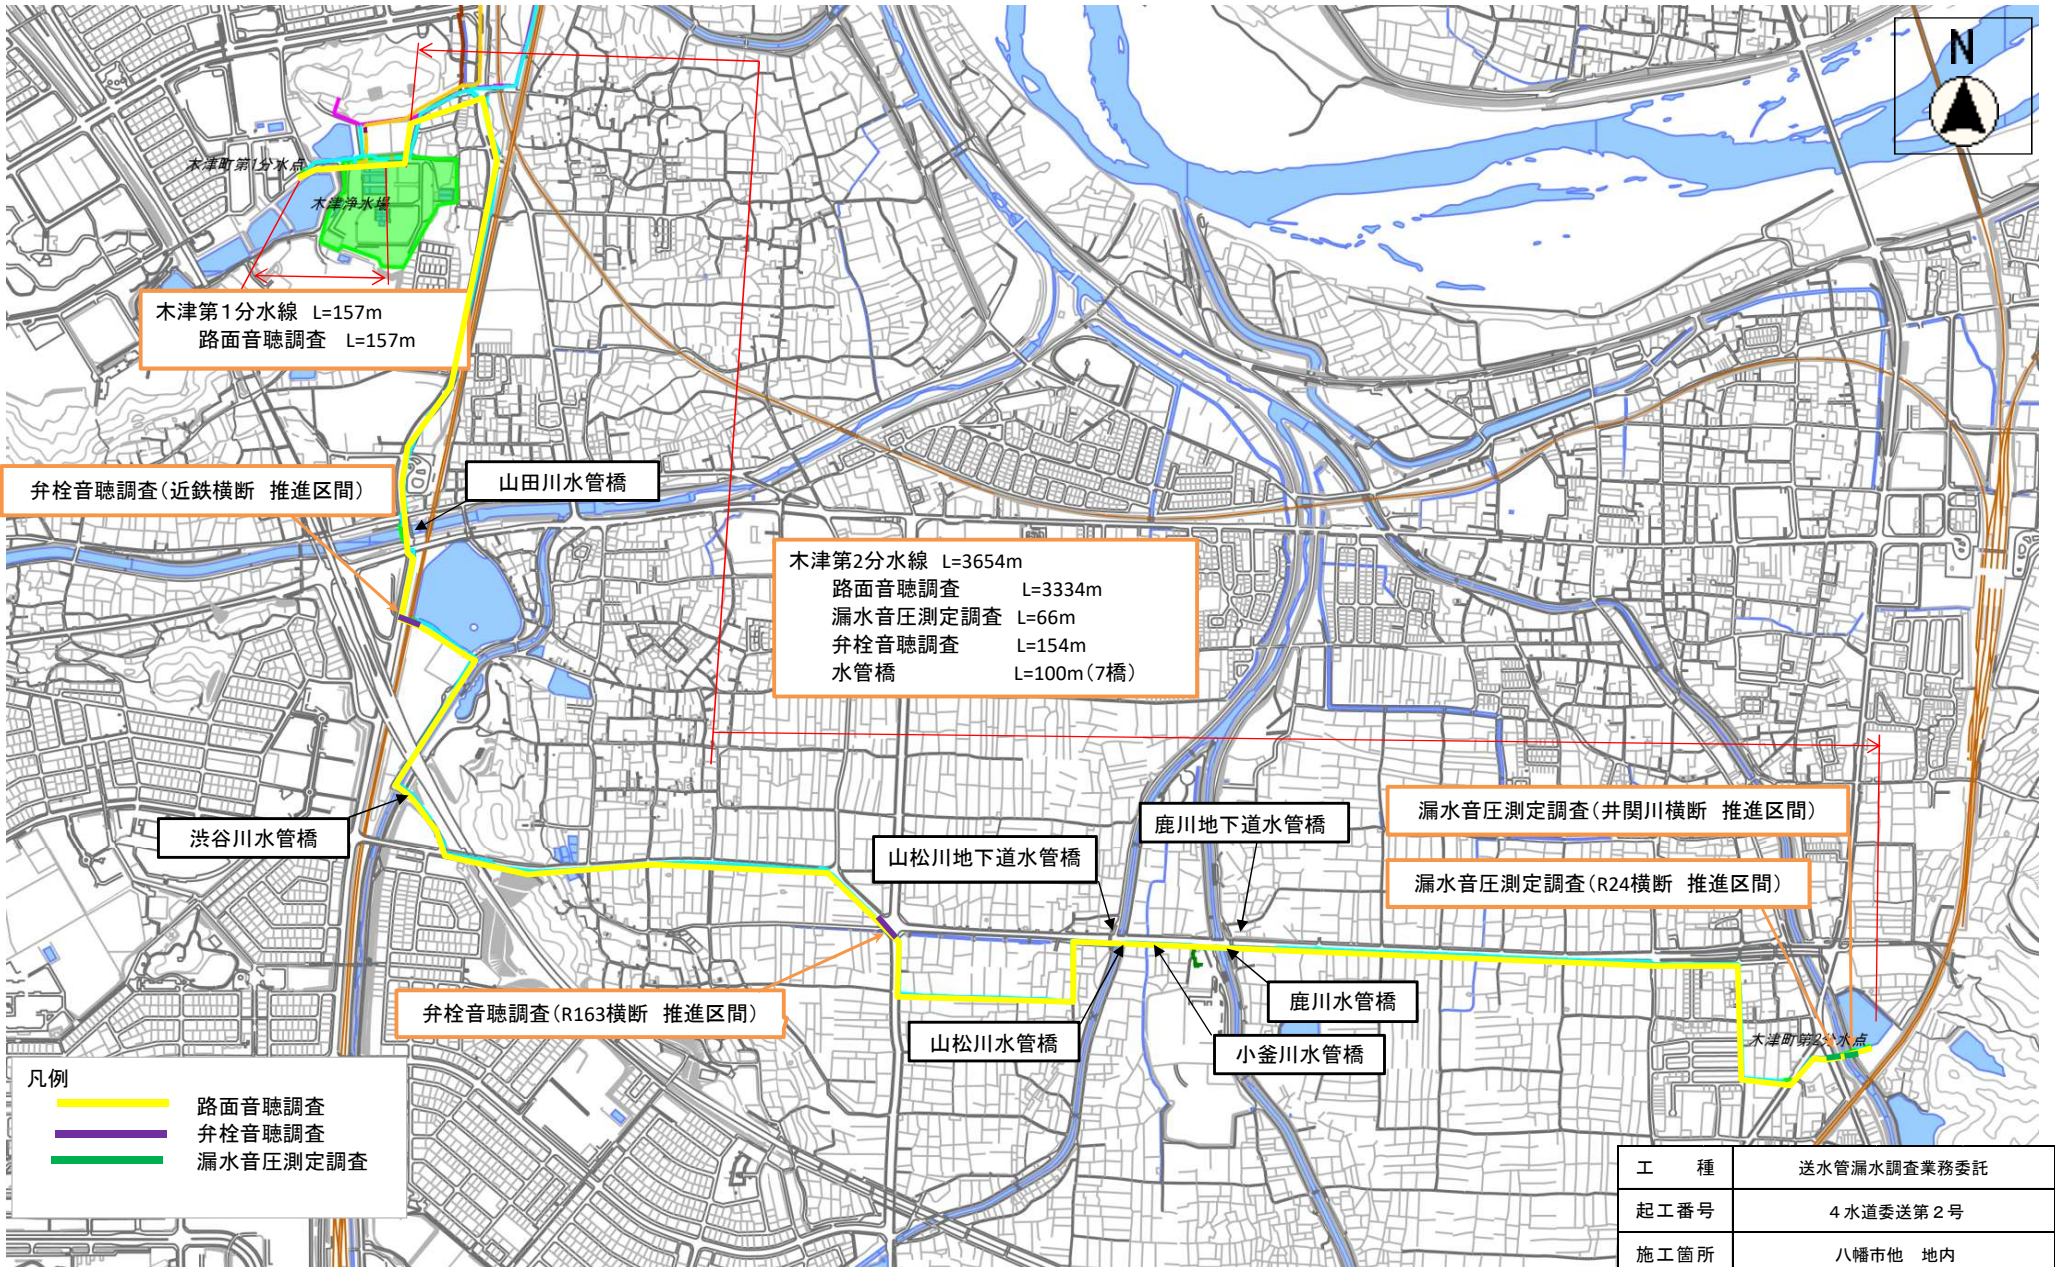 N
木津町第1分水点
木津浄水場
木津第1分水線 L=157m
路面音聴調査 L=157m
弁栓音聴調査(近鉄横断 推進区間)
山田川水管橋
木津第2分水線 L=3654m
路面音聴調査 L=3334m
漏水音圧測定調査 L=66m
弁栓音聴調査 L=154m
水管橋 L=100m(7橋)
渋谷川水管橋
山松川地下道水管橋
鹿川地下道水管橋
漏水音圧測定調査(井関川横断 推進区間)
漏水音圧測定調査(R24横断 推進区間)
弁栓音聴調査(R163横断 推進区間)
山松川水管橋
鹿川水管橋
小釜川水管橋
木津町第2分水点
凡例
路面音聴調査
弁栓音聴調査
漏水音圧測定調査
工 種 送水管漏水調査業務委託
起工番号 4水道委送第2号
施工箇所 八幡市他 地内